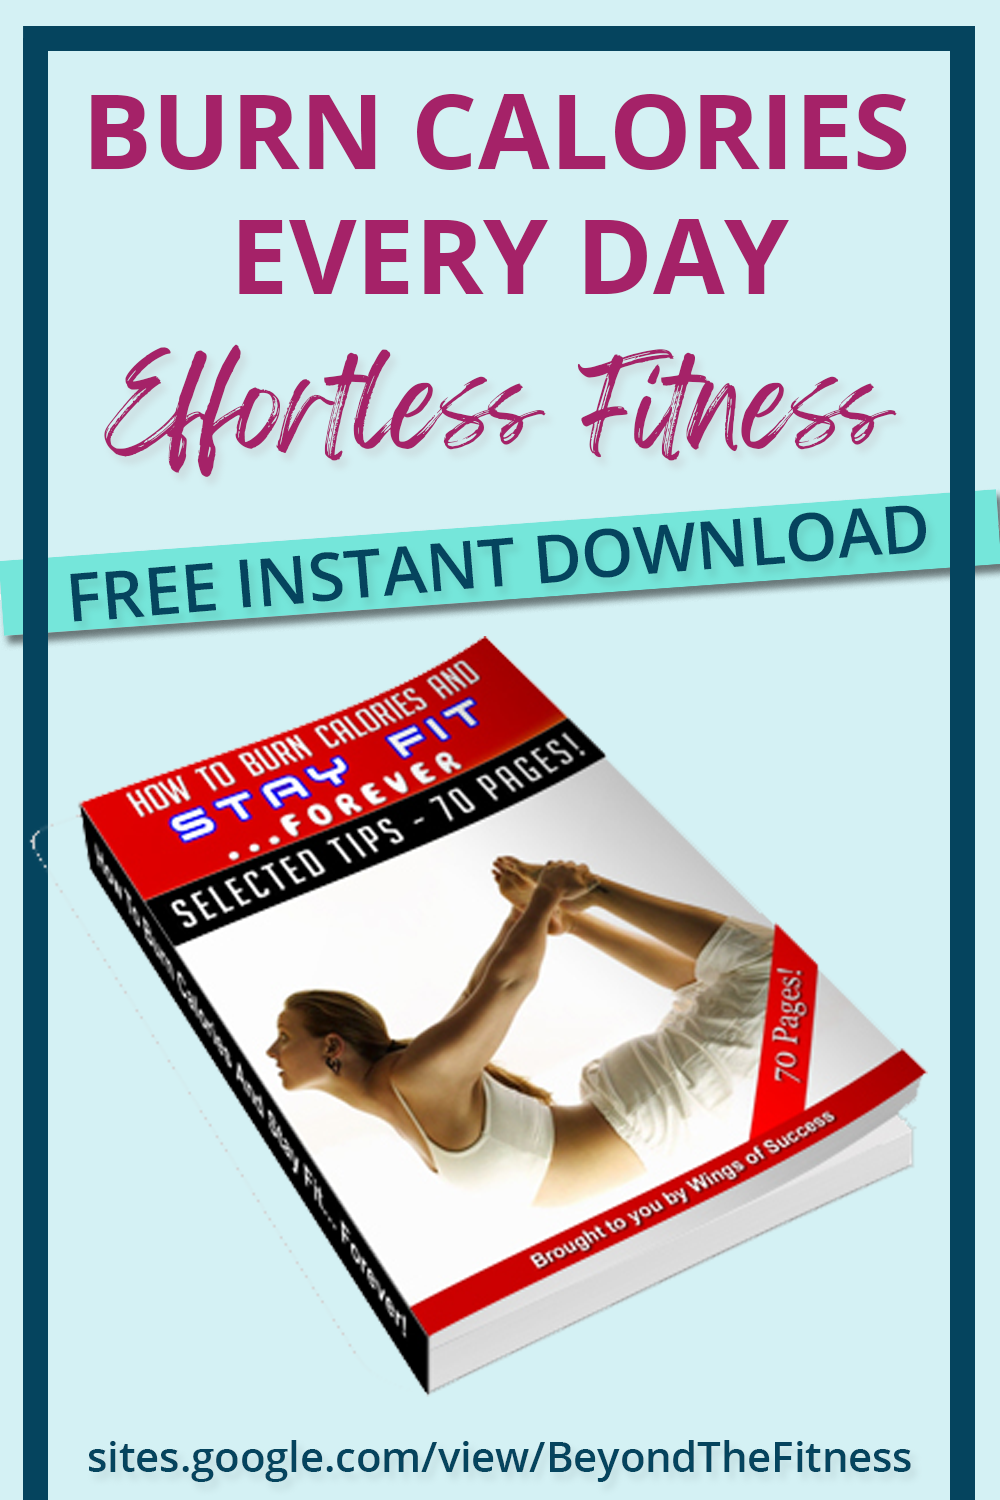 BURN CALORIES
EVERY DAY
Effortless Fitness
FREE INSTANT DOWNLOAD
HOW TO BURN CALORIES AND
STAY FIT
...FOREVER
SELECTED TIPS - 70 PAGES!
How To Burn Calories And Stay Fit... Forever!
70 Pages!
Brought to you by Wings of Success
sites.google.com/view/BeyondTheFitness